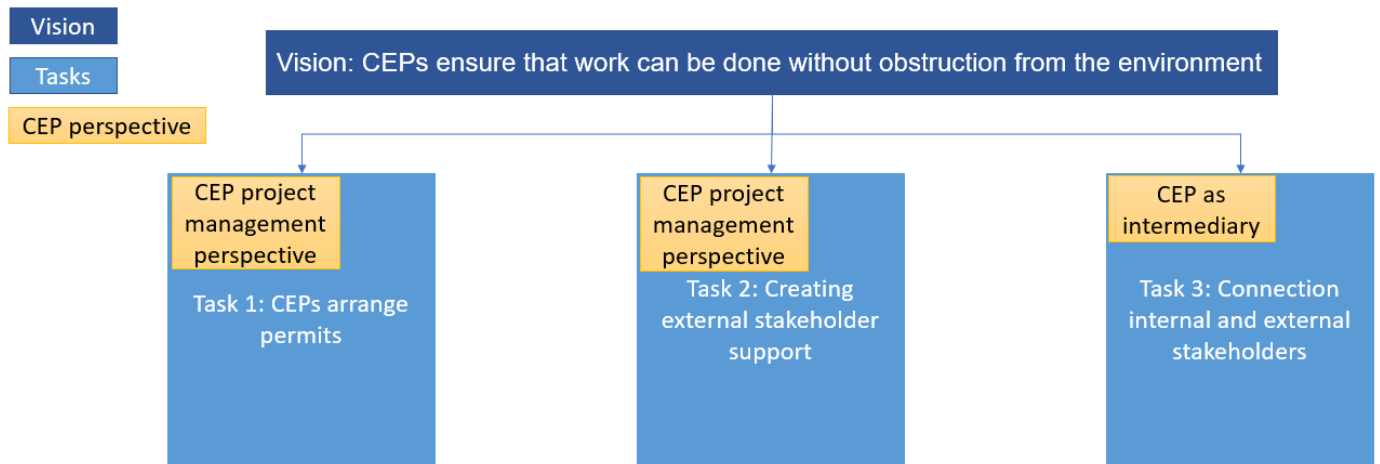 Vision
Tasks
CEP perspective
Vision: CEPs ensure that work can be done without obstruction from the environment
CEP project
management
perspective
Task 1: CEPs arrange
permits
CEP project
management
perspective
Task 2: Creating
external stakeholder
support
CEP as
intermediary
Task 3: Connection
internal and external
stakeholders